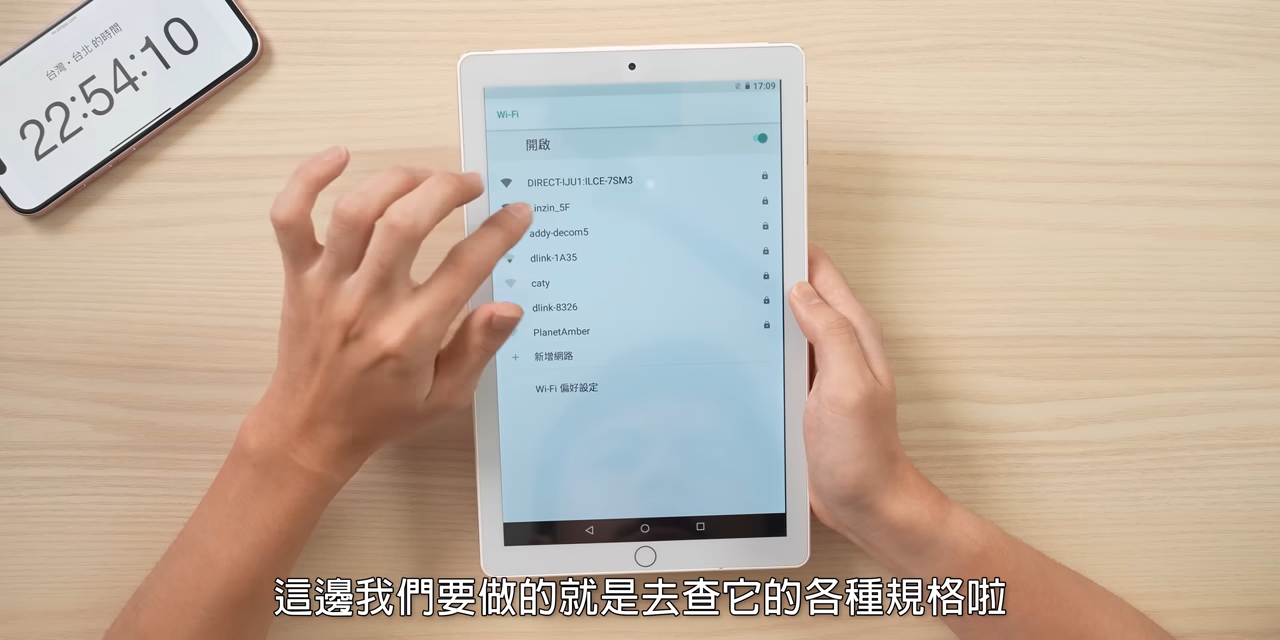 台灣・台北 的時間
22:54:10
17:09
Wi-Fi
開啟
DIRECT-IJU1:ILCE-7SM3
inzin_5F
addy-decom5
dlink-1A35
caty
dlink-8326
PlanetAmber
+ 新增網路
Wi-Fi 偏好設定
這邊我們要做的就是去查它的各種規格啦